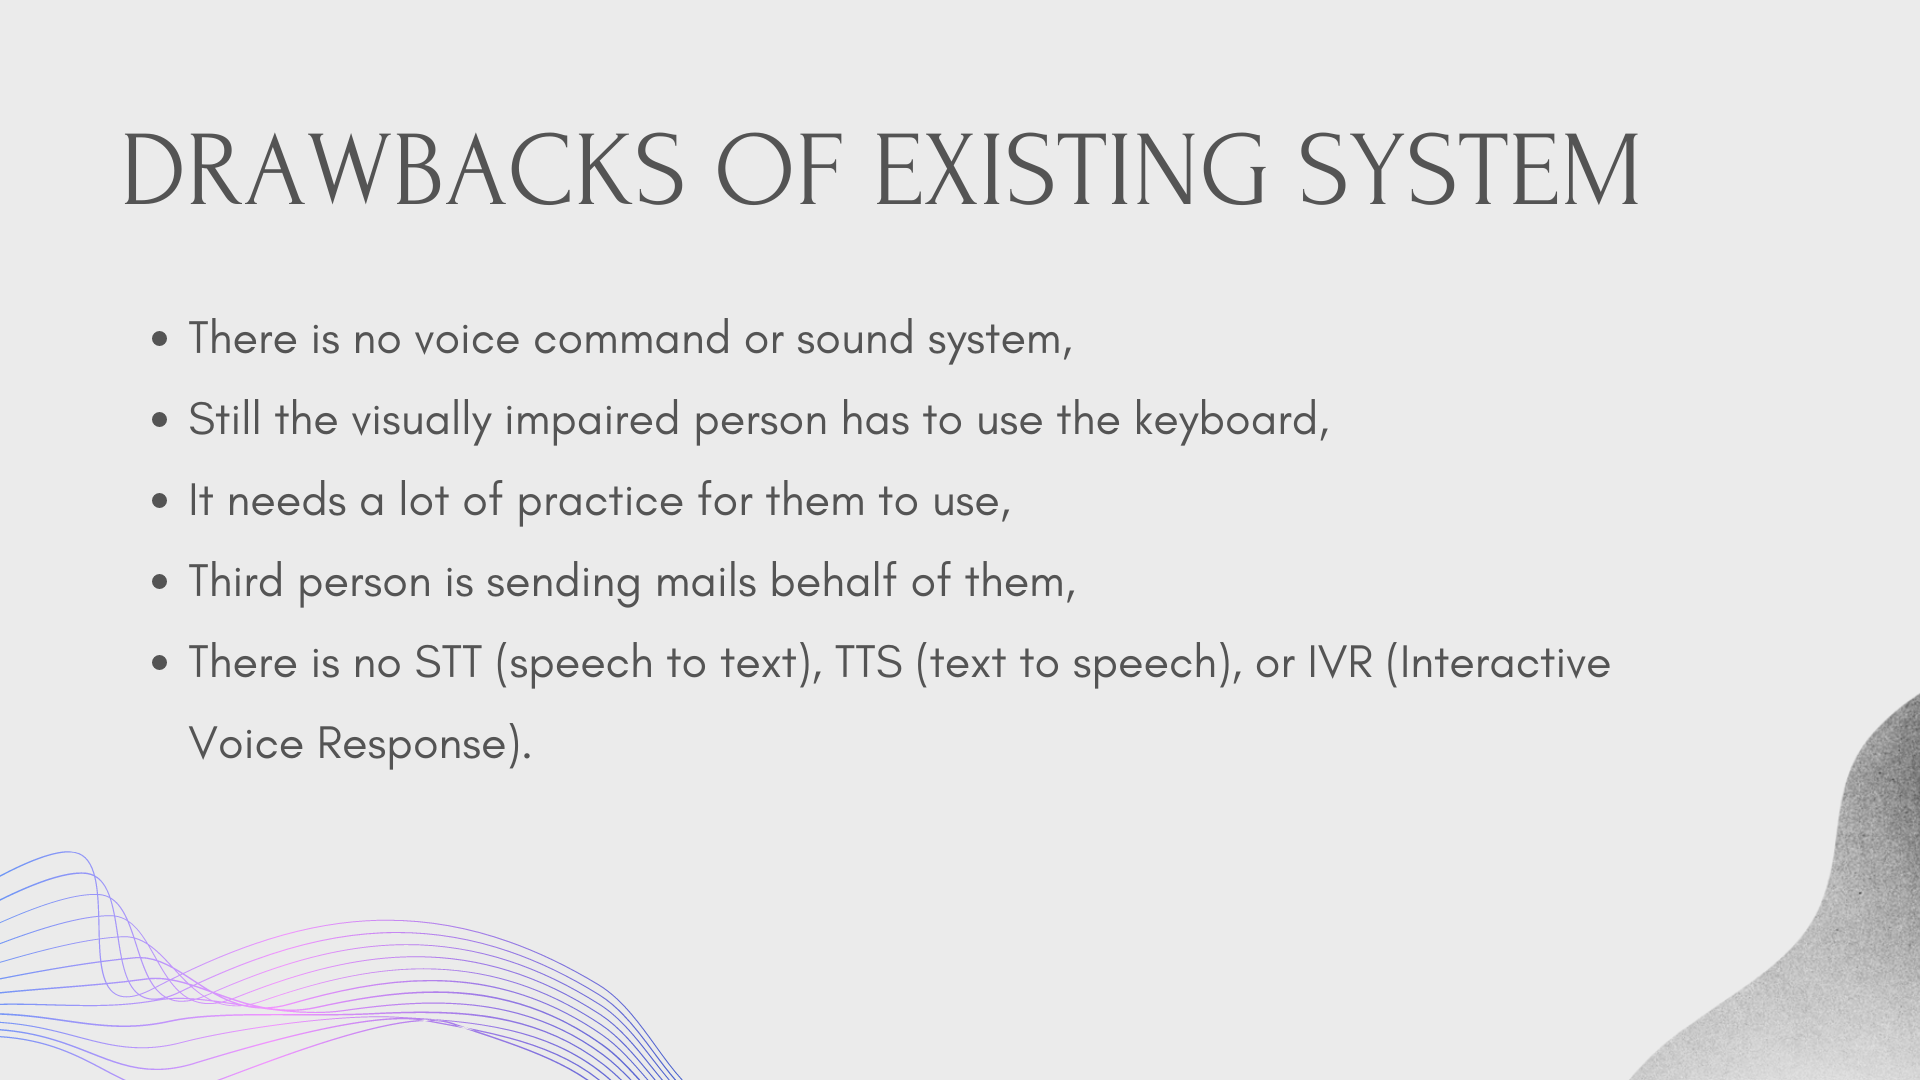 DRAWBACKS OF EXISTING SYSTEM
• There is no voice command or sound system,
• Still the visually impaired person has to use the keyboard,
• It needs a lot of practice for them to use,
• Third person is sending mails behalf of them,
• There is no STT (speech to text), TTS (text to speech), or IVR (Interactive
Voice Response).